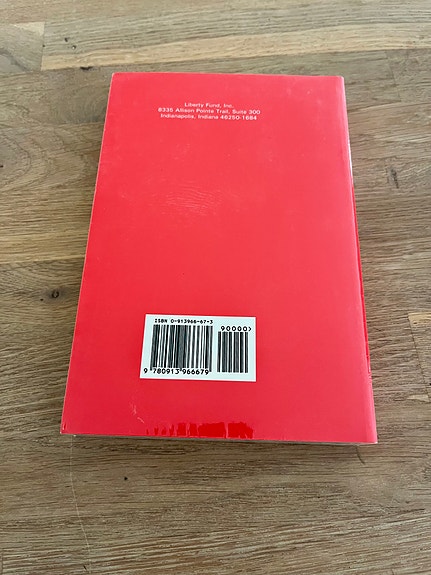 Liberty Fund, Inc.
8335 Allison Pointe Trail, Suite 300
Indianapolis, Indiana 46250-1684
ISBN 0-913966-67-3
90000>
9 780913 966679